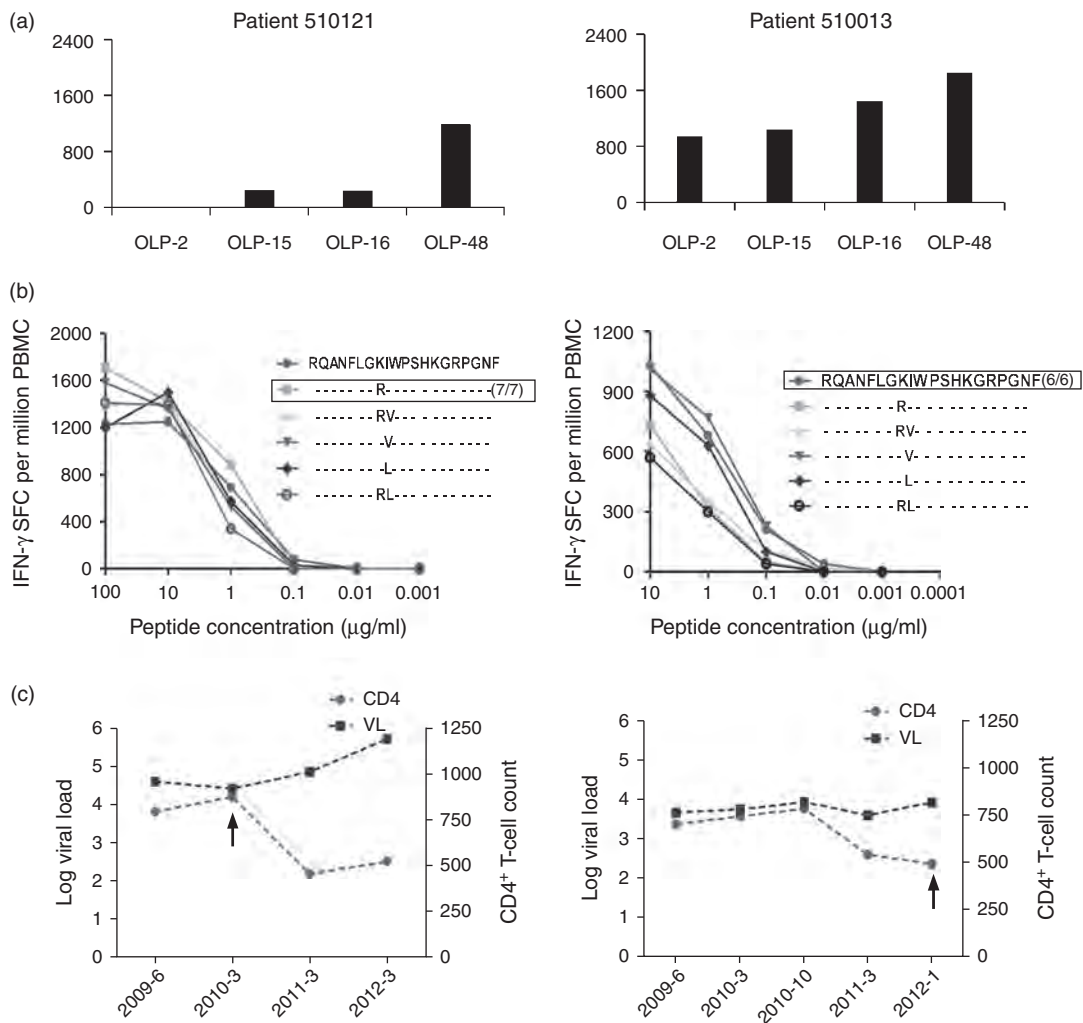 (a)
Patient 510121
2400
1600
800
0
OLP-2 OLP-15 OLP-16 OLP-48
Patient 510013
2400
1600
800
0
OLP-2 OLP-15 OLP-16 OLP-48
(b)
IFN-γ SFC per million PBMC
2000
1600
1200
800
400
0
100 10 1 0.1 0.01 0.001
Peptide concentration (μg/ml)
RQANFLGKIWPSHKGRPGNF
-------R------------(7/7)
-------RV-----------
--------V-----------
--------L-----------
-------RL-----------
IFN-γ SFC per million PBMC
1200
900
600
300
0
10 1 0.1 0.01 0.001 0.0001
Peptide concentration (μg/ml)
RQANFLGKIWPSHKGRPGNF(6/6)
-------R------------
-------RV-----------
--------V-----------
--------L-----------
-------RL-----------
(c)
CD4
VL
Log viral load
6
5
4
3
2
1
0
CD4+ T-cell count
1250
1000
750
500
250
0
2009-6 2010-3 2011-3 2012-3
CD4
VL
Log viral load
6
5
4
3
2
1
0
CD4+ T-cell count
1250
1000
750
500
250
0
2009-6 2010-3 2010-10 2011-3 2012-1